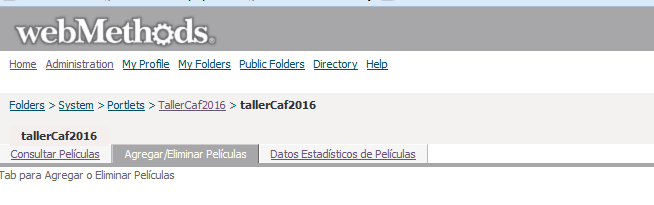 webMethods.
Home Administration My Profile My Folders Public Folders Directory Help
Folders > System > Portlets > TallerCaf2016 > tallerCaf2016
tallerCaf2016
Consultar Películas Agregar/Eliminar Películas Datos Estadísticos de Películas
Tab para Agregar o Eliminar Películas